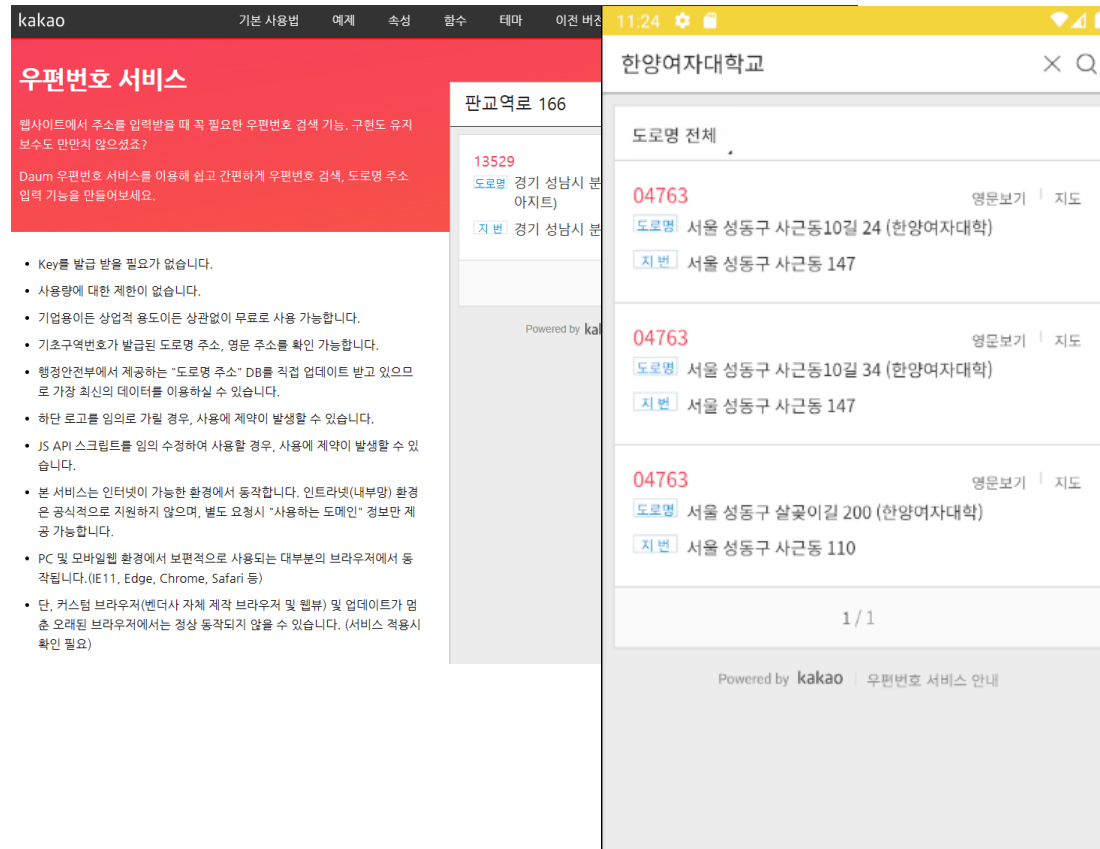 kakao
기본 사용법 예제 속성 함수 테마 이전 버전
우편번호 서비스
웹사이트에서 주소를 입력받을 때 꼭 필요한 우편번호 검색 기능. 구현도 유지
보수도 만만치 않으셨죠?
Daum 우편번호 서비스를 이용해 쉽고 간편하게 우편번호 검색, 도로명 주소
입력 기능을 만들어보세요.
Key를 발급 받을 필요가 없습니다.
사용량에 대한 제한이 없습니다.
기업용이든 상업적 용도이든 상관없이 무료로 사용 가능합니다.
기초구역번호가 발급된 도로명 주소, 영문 주소를 확인 가능합니다.
행정안전부에서 제공하는 "도로명 주소" DB를 직접 업데이트 받고 있으므
로 가장 최신의 데이터를 이용하실 수 있습니다.
하단 로고를 임의로 가릴 경우, 사용에 제약이 발생할 수 있습니다.
JS API 스크립트를 임의 수정하여 사용할 경우, 사용에 제약이 발생할 수 있
습니다.
본 서비스는 인터넷이 가능한 환경에서 동작합니다. 인트라넷(내부망) 환경
은 공식적으로 지원하지 않으며, 별도 요청시 "사용하는 도메인" 정보만 제
공 가능합니다.
PC 및 모바일웹 환경에서 보편적으로 사용되는 대부분의 브라우저에서 동
작됩니다.(IE11, Edge, Chrome, Safari 등)
단, 커스텀 브라우저(벤더사 자체 제작 브라우저 및 웹뷰) 및 업데이트가 멈
춘 오래된 브라우저에서는 정상 동작되지 않을 수 있습니다. (서비스 적용시
확인 필요)
판교역로 166
13529
도로명 경기 성남시 분
아지트)
지번 경기 성남시 분
Powered by
11:24
한양여자대학교
도로명 전체
04763 영문보기 지도
도로명 서울 성동구 사근동10길 24 (한양여자대학)
지번 서울 성동구 사근동 147
04763 영문보기 지도
도로명 서울 성동구 사근동10길 34 (한양여자대학)
지번 서울 성동구 사근동 147
04763 영문보기 지도
도로명 서울 성동구 살곶이길 200 (한양여자대학)
지번 서울 성동구 사근동 110
1 / 1
Powered by kakao 우편번호 서비스 안내